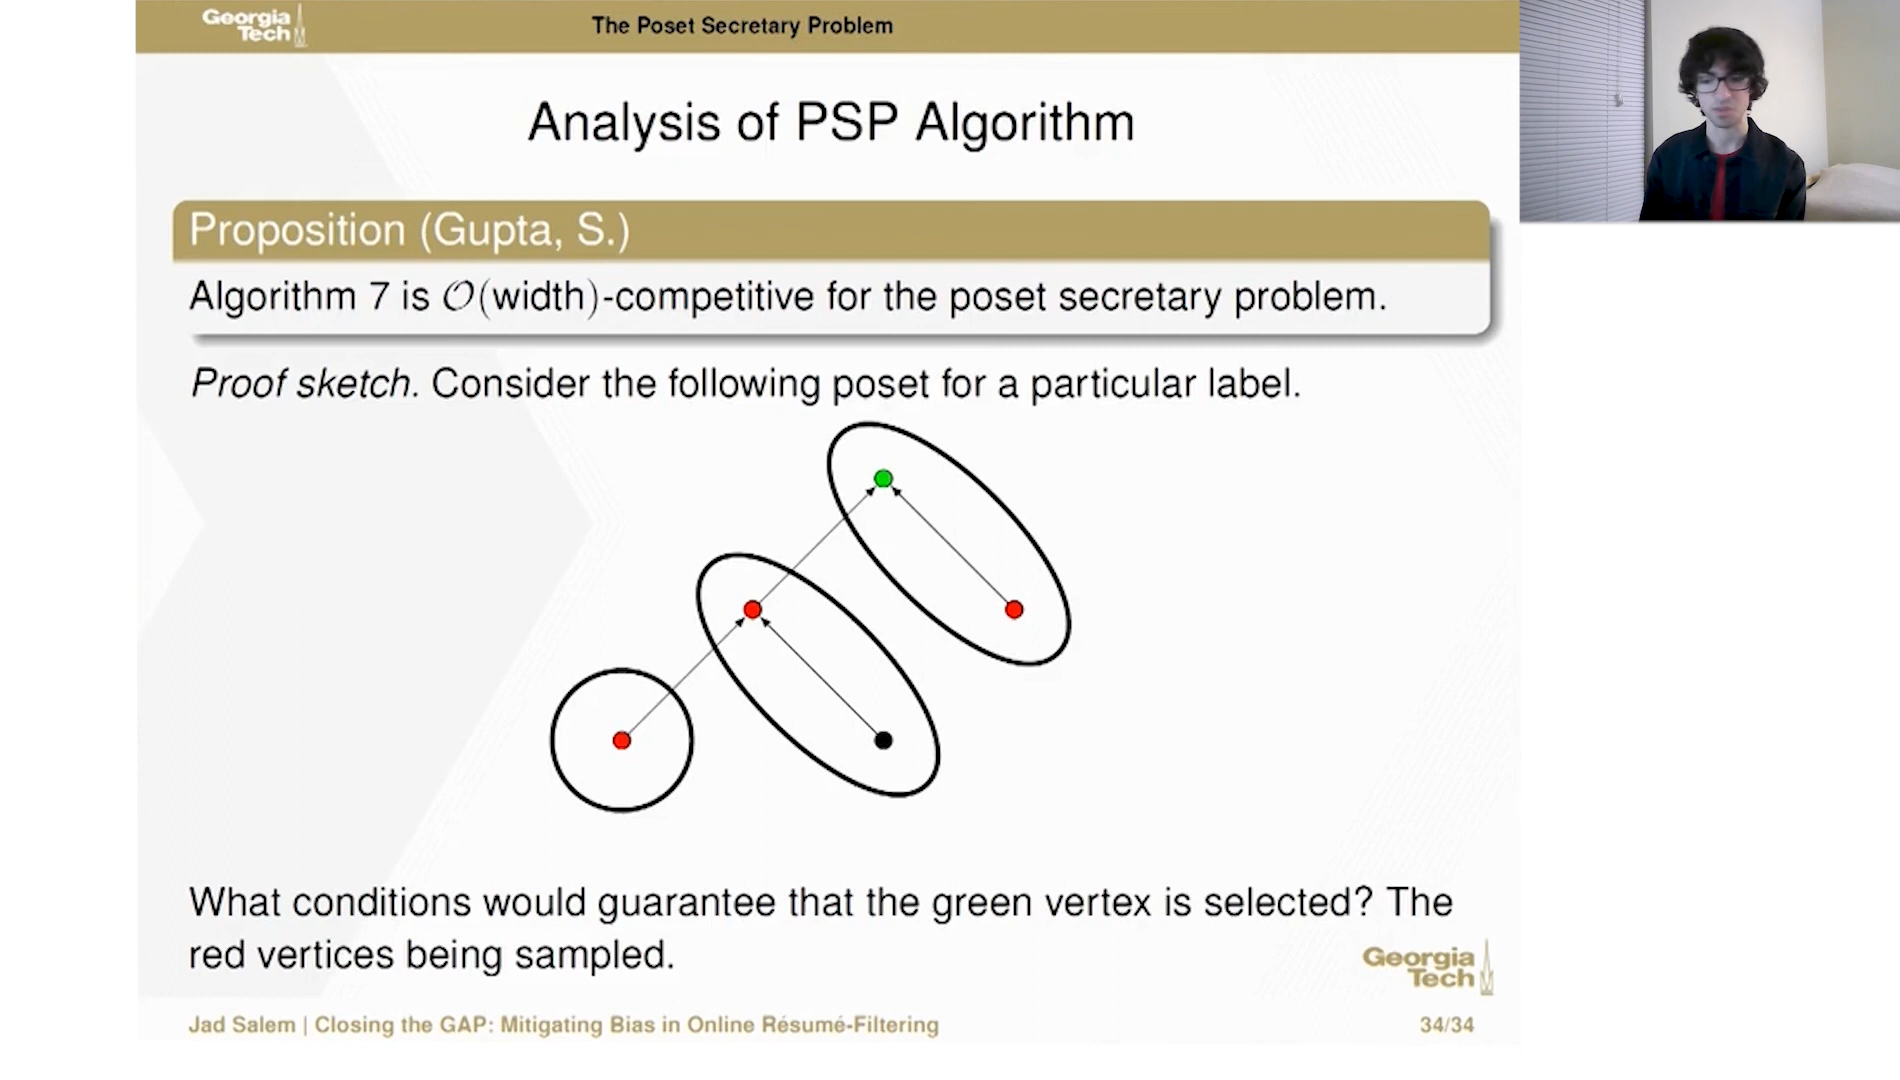 Georgia
Tech
The Poset Secretary Problem
Analysis of PSP Algorithm
Proposition (Gupta, S.)
Algorithm 7 is 𝒪(width)-competitive for the poset secretary problem.
Proof sketch. Consider the following poset for a particular label.
What conditions would guarantee that the green vertex is selected? The
red vertices being sampled.
Georgia
Tech
Jad Salem | Closing the GAP: Mitigating Bias in Online Résumé-Filtering
34/34